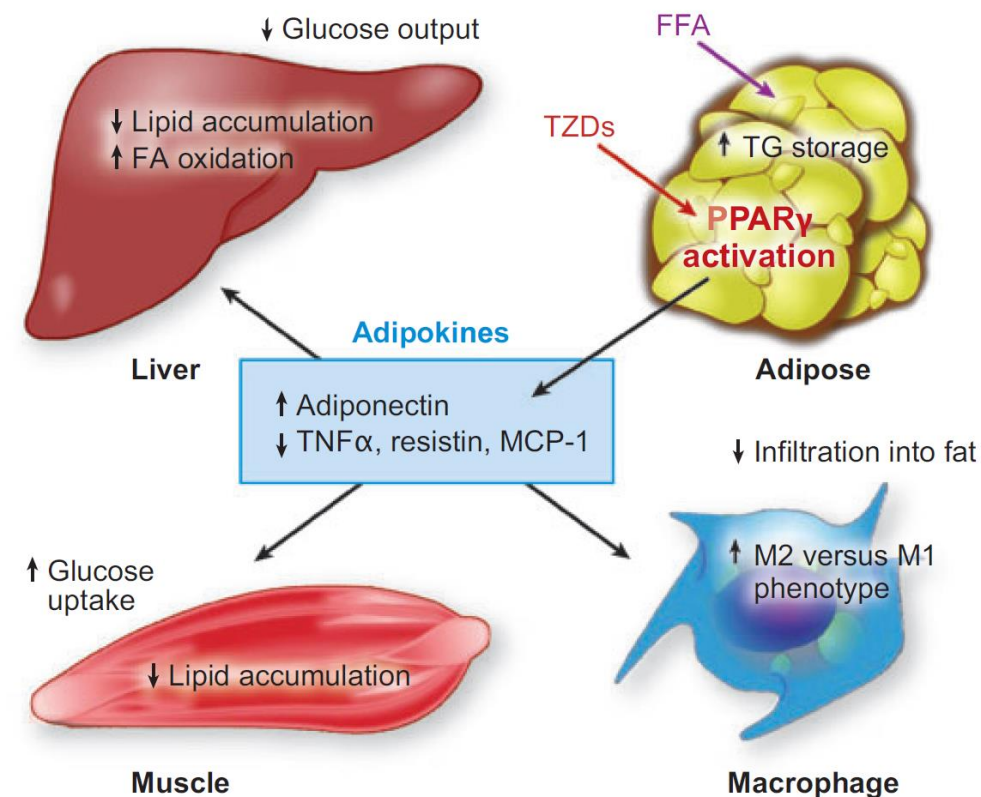 ↓ Glucose output
↓ Lipid accumulation
↑ FA oxidation
Liver
FFA
TZDs
↑ TG storage
PPARγ
activation
Adipose
Adipokines
↑ Adiponectin
↓ TNFα, resistin, MCP-1
↑ Glucose
uptake
↓ Lipid accumulation
Muscle
↓ Infiltration into fat
↑ M2 versus M1
phenotype
Macrophage